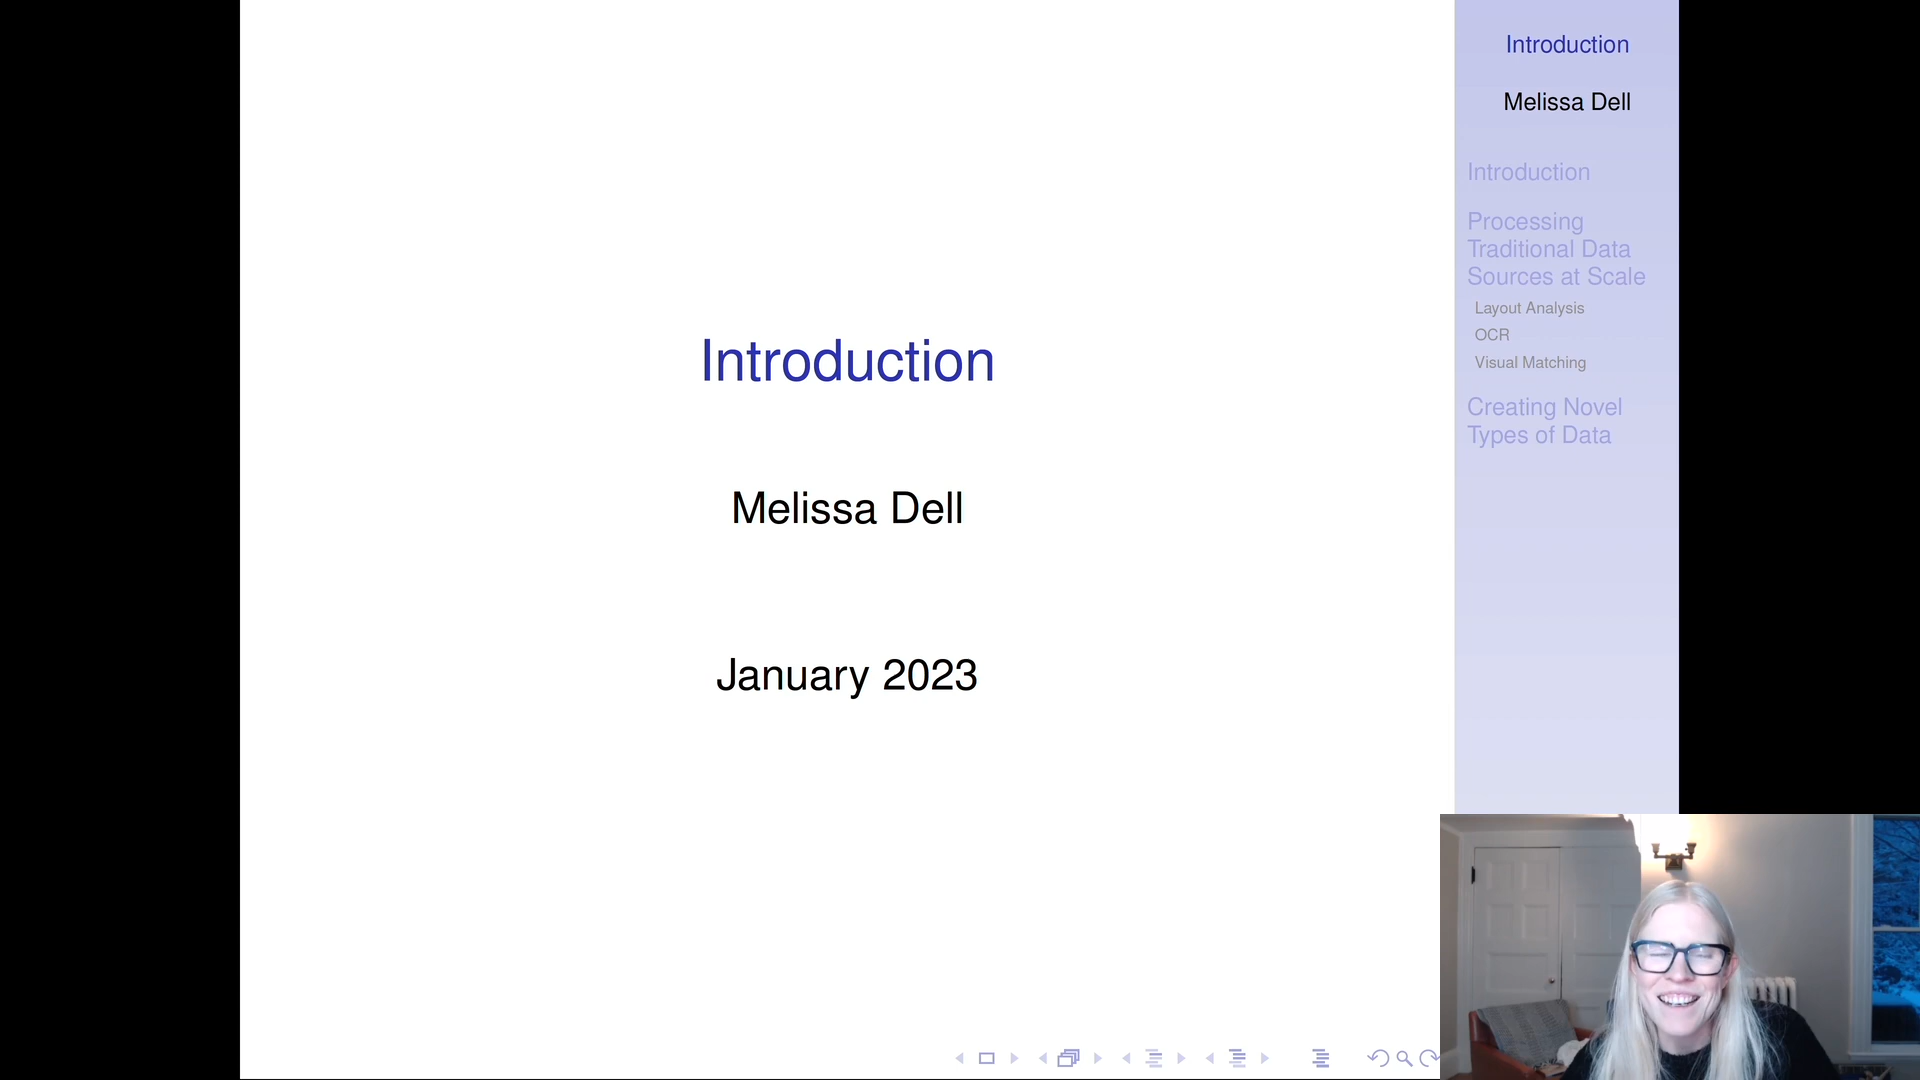 Introduction
Melissa Dell
January 2023
Introduction
Melissa Dell
Introduction
Processing
Traditional Data
Sources at Scale
Layout Analysis
OCR
Visual Matching
Creating Novel
Types of Data